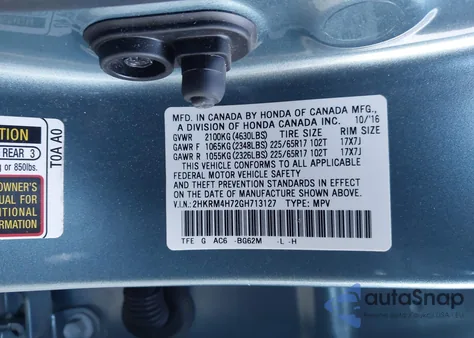 MFD. IN CANADA BY HONDA OF CANADA MFG.,
A DIVISION OF HONDA CANADA INC. 10/'16
GVWR 2100KG (4630LBS) TIRE SIZE RIM SIZE
GAWR F 1065KG (2348LBS) 225/65R17 102T 17X7J
GAWR R 1055KG (2326LBS) 225/65R17 102T 17X7J
THIS VEHICLE CONFORMS TO ALL APPLICABLE
FEDERAL MOTOR VEHICLE SAFETY
AND THEFT PREVENTION STANDARDS IN EFFECT
ON THE DATE OF MANUFACTURE SHOWN ABOVE.
V.I.N: 2HKRM4H72GH713127 TYPE: MPV
TFE G AC6 -BG62M -L -H
REAR 3
or 850lbs.
OWNER'S
UAL FOR
ITIONAL
RMATION
T0A A0
autoSnap